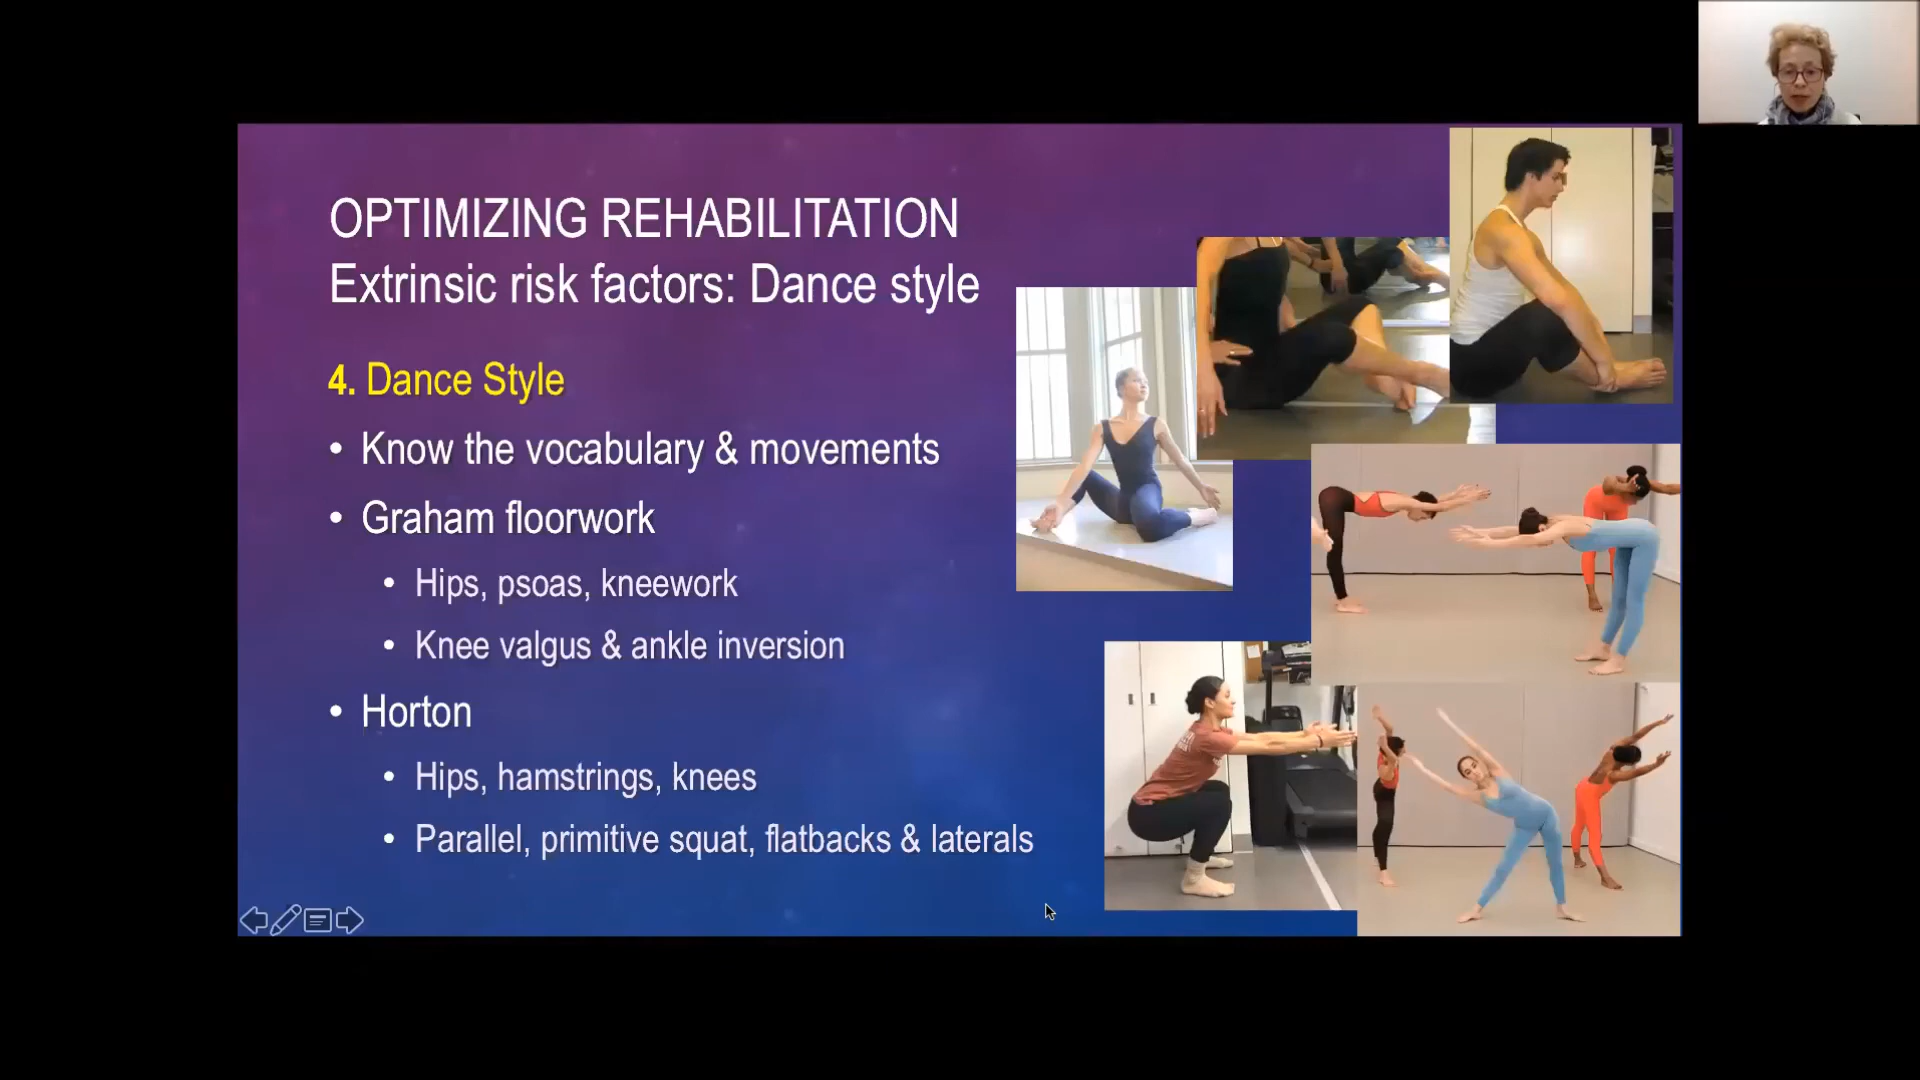 OPTIMIZING REHABILITATION
Extrinsic risk factors: Dance style
4. Dance Style
• Know the vocabulary & movements
• Graham floorwork
• Hips, psoas, kneework
• Knee valgus & ankle inversion
• Horton
• Hips, hamstrings, knees
• Parallel, primitive squat, flatbacks & laterals